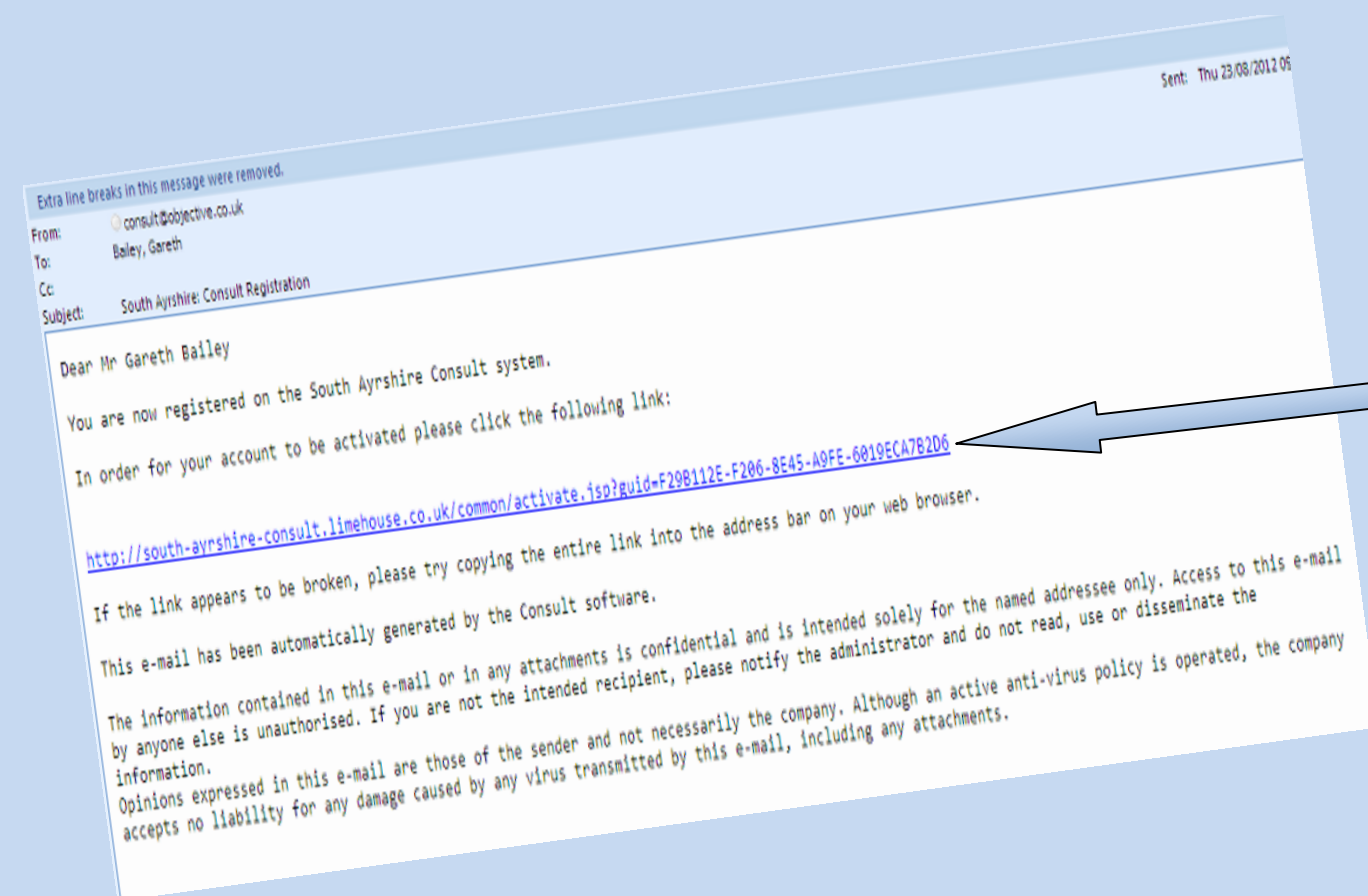 Sent: Thu 23/08/2012
Extra line breaks in this message were removed.
From: consult@objective.co.uk
To: Bailey, Gareth
Cc:
Subject: South Ayrshire: Consult Registration
Dear Mr Gareth Bailey
You are now registered on the South Ayrshire Consult system.
In order for your account to be activated please click the following link:
http://south-ayrshire-consult.limehouse.co.uk/common/activate.jsp?guid=F29B112E-F206-8E45-A9FE-6019ECA7B2D6
If the link appears to be broken, please try copying the entire link into the address bar on your web browser.
This e-mail has been automatically generated by the Consult software.
The information contained in this e-mail or in any attachments is confidential and is intended solely for the named addressee only. Access to this e-mail
by anyone else is unauthorised. If you are not the intended recipient, please notify the administrator and do not read, use or disseminate the
information.
Opinions expressed in this e-mail are those of the sender and not necessarily the company. Although an active anti-virus policy is operated, the company
accepts no liability for any damage caused by any virus transmitted by this e-mail, including any attachments.